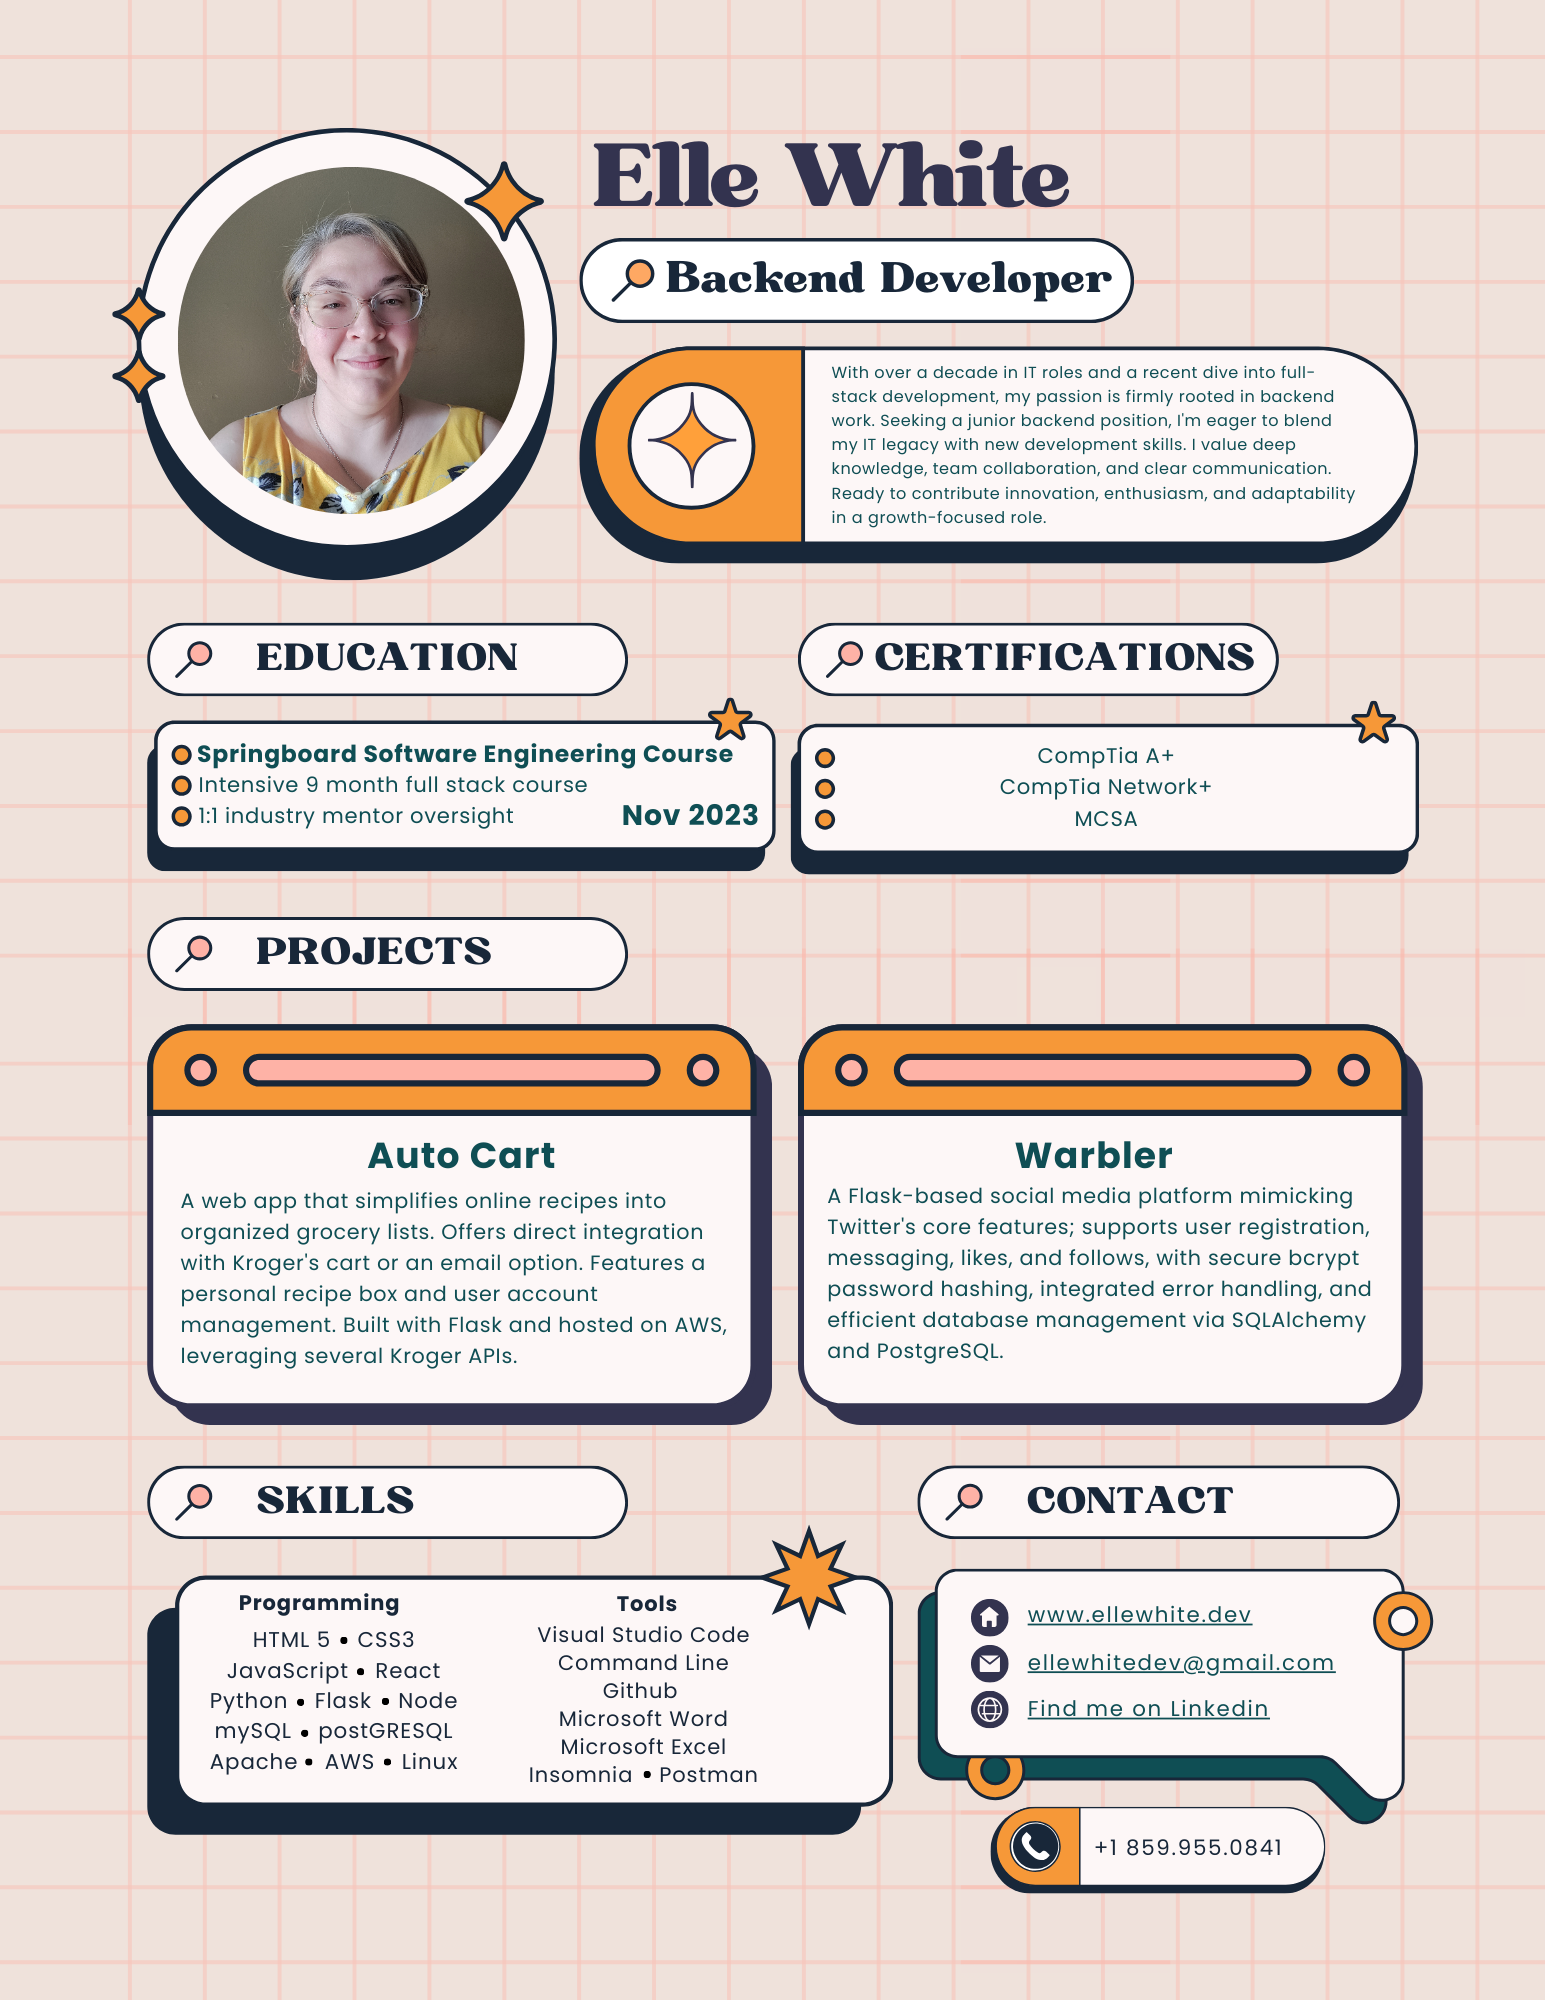 Elle White
Backend Developer
With over a decade in IT roles and a recent dive into full-
stack development, my passion is firmly rooted in backend
work. Seeking a junior backend position, I'm eager to blend
my IT legacy with new development skills. I value deep
knowledge, team collaboration, and clear communication.
Ready to contribute innovation, enthusiasm, and adaptability
in a growth-focused role.
EDUCATION
Springboard Software Engineering Course
Intensive 9 month full stack course
1:1 industry mentor oversight
Nov 2023
CERTIFICATIONS
CompTia A+
CompTia Network+
MCSA
PROJECTS
Auto Cart
A web app that simplifies online recipes into
organized grocery lists. Offers direct integration
with Kroger's cart or an email option. Features a
personal recipe box and user account
management. Built with Flask and hosted on AWS,
leveraging several Kroger APIs.
Warbler
A Flask-based social media platform mimicking
Twitter's core features; supports user registration,
messaging, likes, and follows, with secure bcrypt
password hashing, integrated error handling, and
efficient database management via SQLAlchemy
and PostgreSQL.
SKILLS
Programming
HTML 5 • CSS3
JavaScript • React
Python • Flask • Node
mySQL • postGRESQL
Apache • AWS • Linux
Tools
Visual Studio Code
Command Line
Github
Microsoft Word
Microsoft Excel
Insomnia • Postman
CONTACT
www.ellewhite.dev
ellewhitedev@gmail.com
Find me on Linkedin
+1 859.955.0841